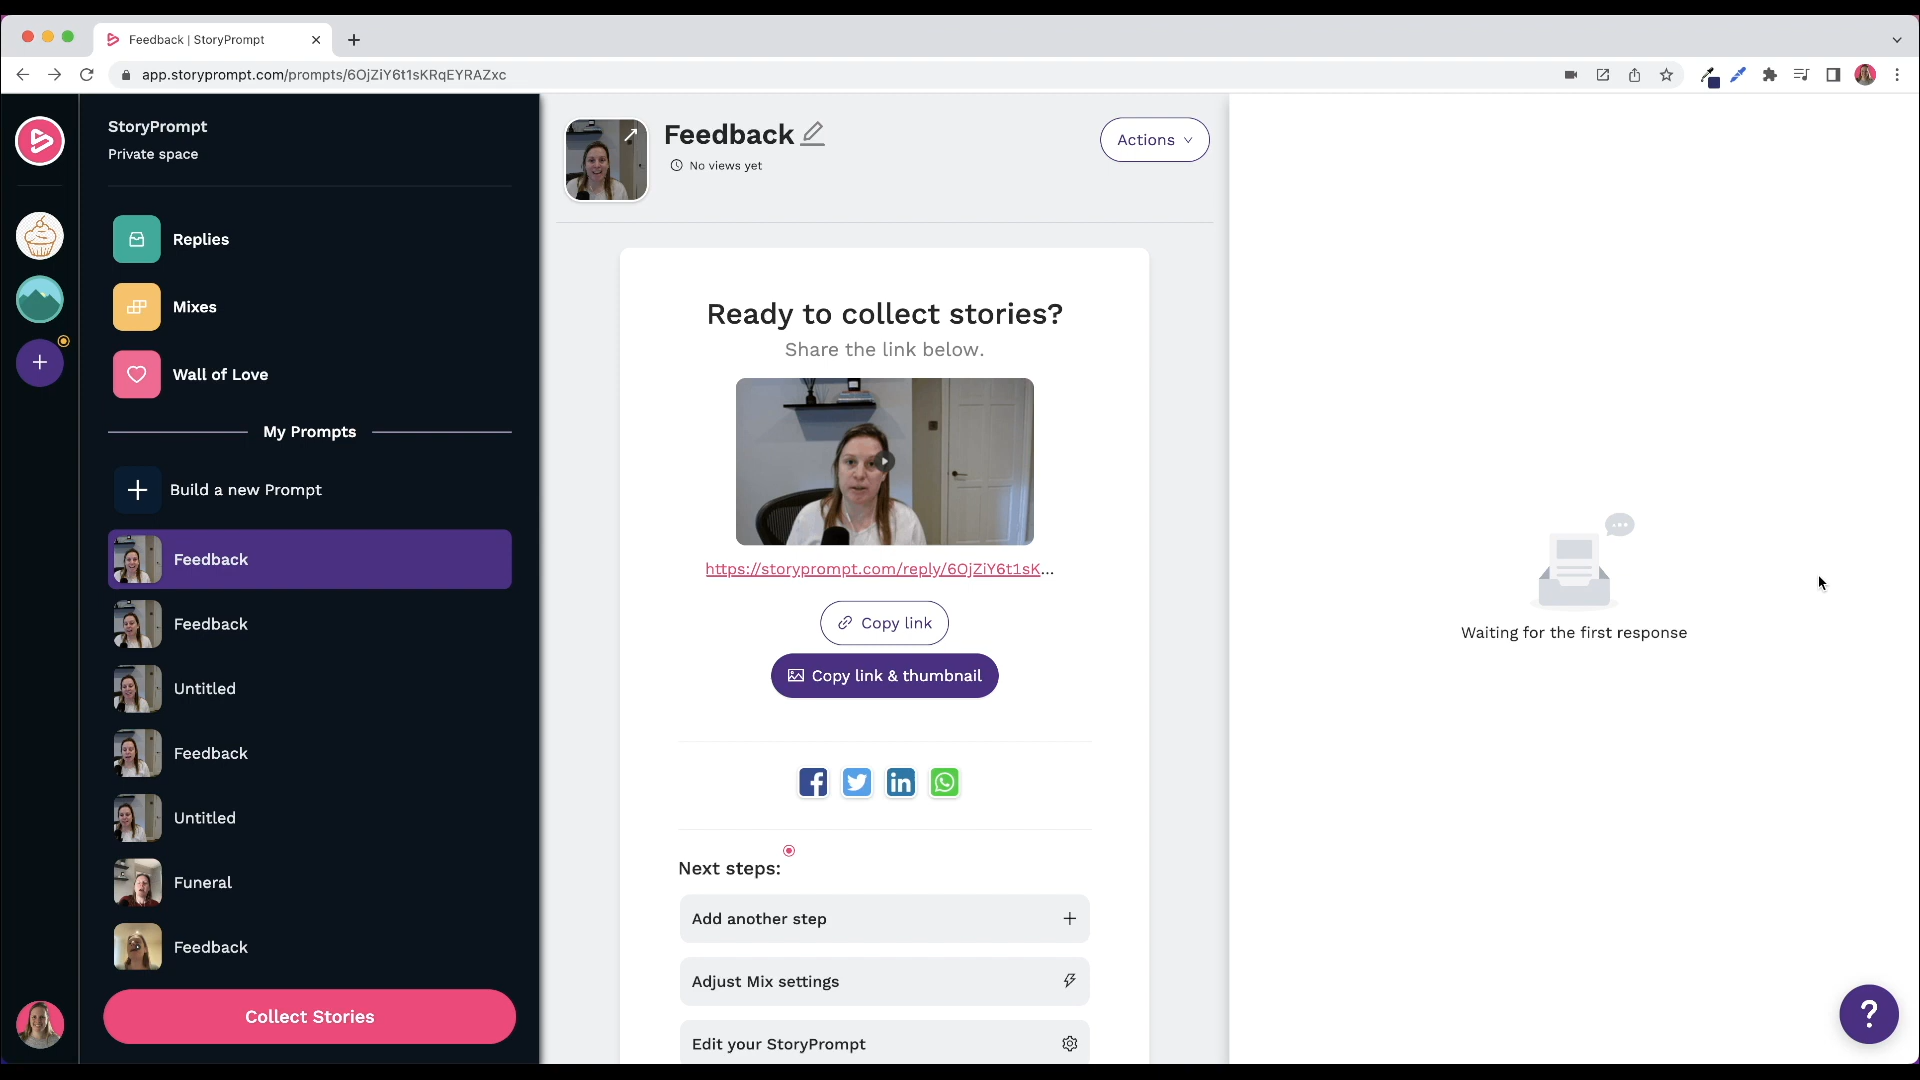 Feedback | StoryPrompt
app.storyprompt.com/prompts/6OjZiY6t1sKRqEYRAZxc
StoryPrompt
Private space
Replies
Mixes
Wall of Love
My Prompts
Build a new Prompt
Feedback
Feedback
Untitled
Feedback
Untitled
Funeral
Feedback
Collect Stories
Feedback
No views yet
Actions
Ready to collect stories?
Share the link below.
https://storyprompt.com/reply/6OjZiY6t1sK...
Copy link
Copy link & thumbnail
Next steps:
Add another step
Adjust Mix settings
Edit your StoryPrompt
Waiting for the first response
?